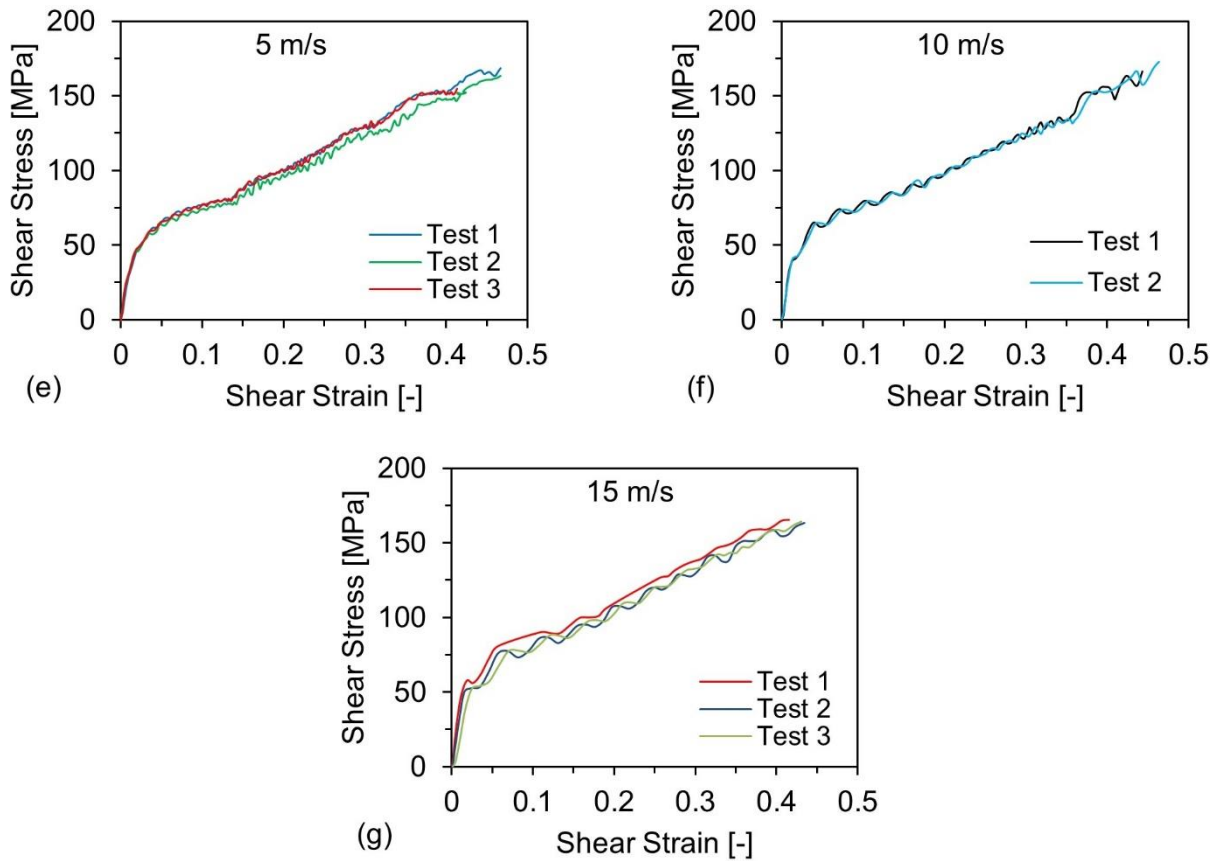 5 m/s
Shear Stress [MPa]
200
150
100
50
0
0 0.1 0.2 0.3 0.4 0.5
Test 1
Test 2
Test 3
Shear Strain [-]
(e)
10 m/s
Shear Stress [MPa]
200
150
100
50
0
0 0.1 0.2 0.3 0.4 0.5
Test 1
Test 2
Shear Strain [-]
(f)
15 m/s
Shear Stress [MPa]
200
150
100
50
0
0 0.1 0.2 0.3 0.4 0.5
Test 1
Test 2
Test 3
Shear Strain [-]
(g)